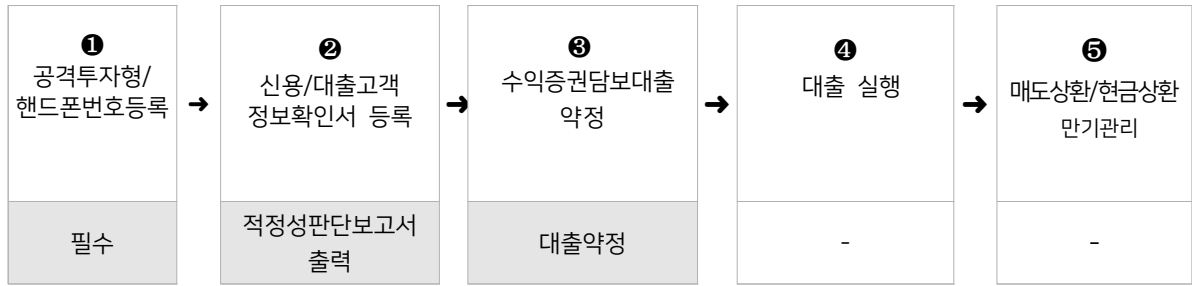 ❶
공격투자형/
핸드폰번호등록
➜
❷
신용/대출고객
정보확인서 등록
➜
❸
수익증권담보대출
약정
➜
❹
대출 실행
➜
❺
매도상환/현금상환
만기관리
필수
적정성판단보고서
출력
대출약정
-
-